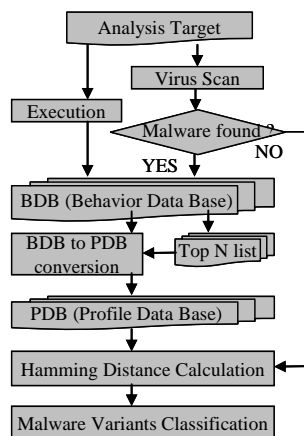 Analysis Target
Virus Scan
Execution
Malware found ?
NO
YES
BDB (Behavior Data Base)
BDB to PDB
conversion
Top N list
PDB (Profile Data Base)
Hamming Distance Calculation
Malware Variants Classification